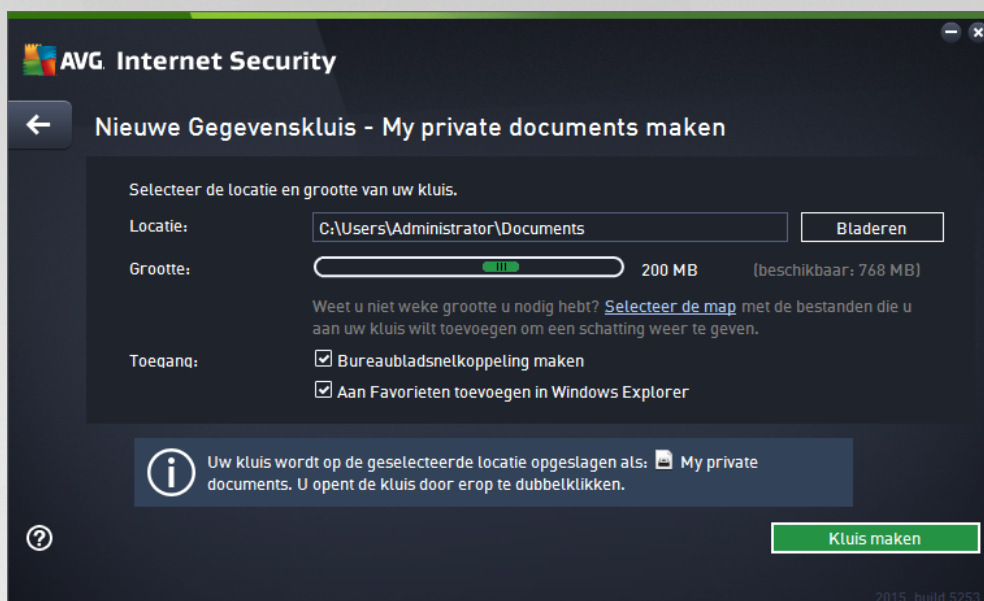 AVG. Internet Security
Nieuwe Gegevenskluis - My private documents maken
Selecteer de locatie en grootte van uw kluis.
Locatie: C:\Users\Administrator\Documents Bladeren
Grootte: 200 MB (beschikbaar: 768 MB)
Weet u niet weke grootte u nodig hebt? Selecteer de map met de bestanden die u
aan uw kluis wilt toevoegen om een schatting weer te geven.
Toegang: Bureaubladsnelkoppeling maken
Aan Favorieten toevoegen in Windows Explorer
Uw kluis wordt op de geselecteerde locatie opgeslagen als: My private
documents. U opent de kluis door erop te dubbelklikken.
Kluis maken
2015, build 5253